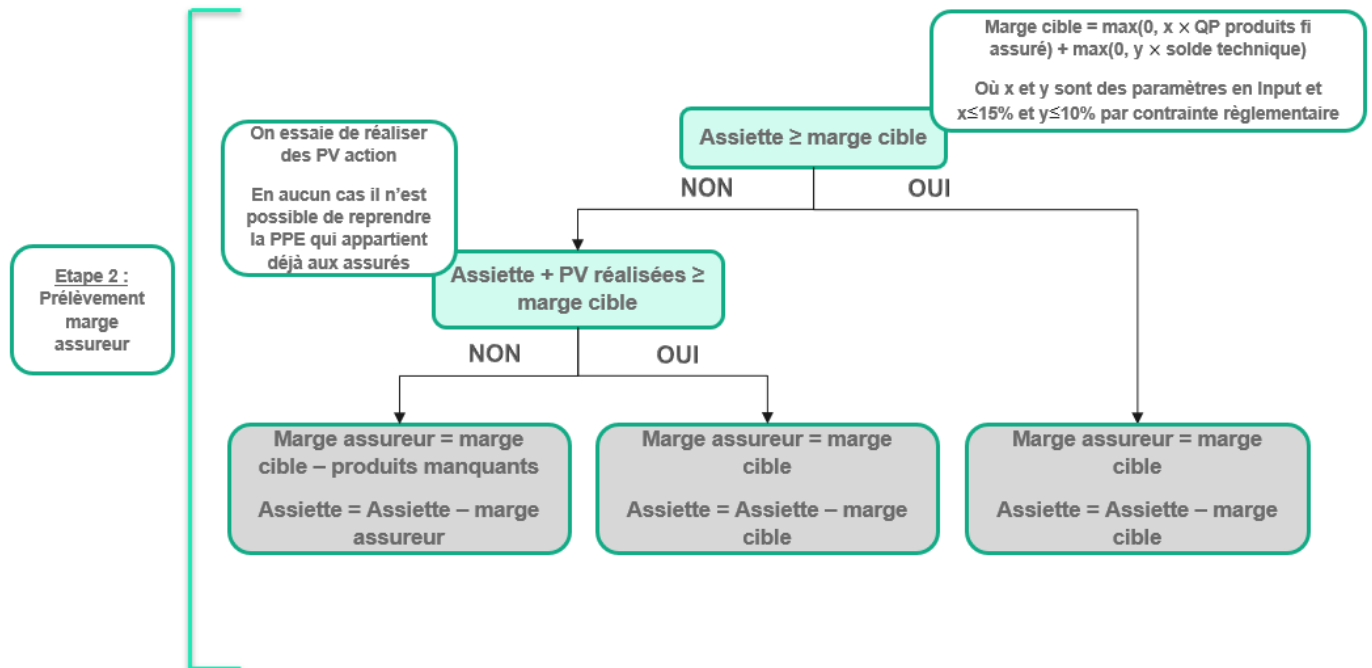 Marge cible = max(0, x × QP produits fi
assuré) + max(0, y × solde technique)
Où x et y sont des paramètres en Input et
x≤15% et y≤10% par contrainte règlementaire
Assiette ≥ marge cible
NON
OUI
On essaie de réaliser
des PV action
En aucun cas il n’est
possible de reprendre
la PPE qui appartient
déjà aux assurés
Etape 2 :
Prélèvement
marge
assureur
Assiette + PV réalisées ≥
marge cible
NON
OUI
Marge assureur = marge
cible – produits manquants
Assiette = Assiette – marge
assureur
Marge assureur = marge
cible
Assiette = Assiette – marge
cible
Marge assureur = marge
cible
Assiette = Assiette – marge
cible